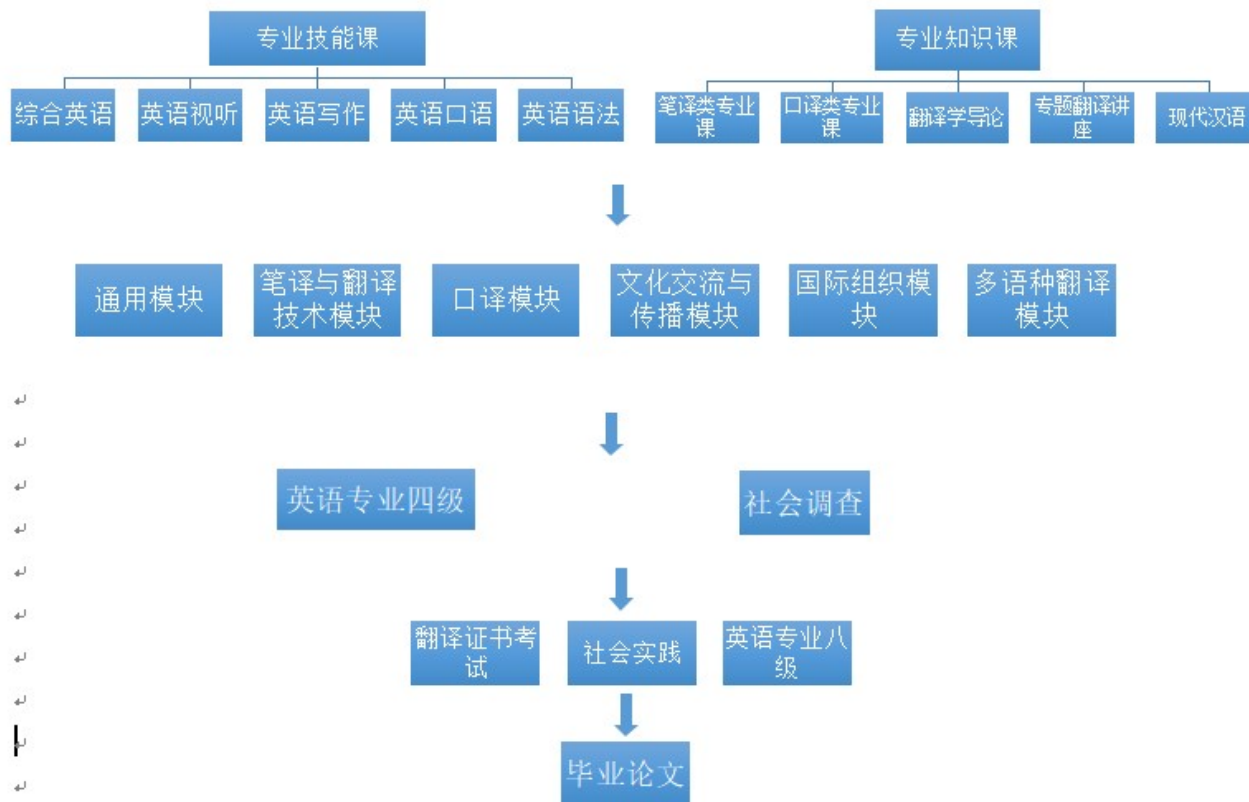 专业技能课
专业知识课
综合英语
英语视听
英语写作
英语口语
英语语法
笔译类专业
课
口译类专业
课
翻译学导论
专题翻译讲
座
现代汉语
通用模块
笔译与翻译
技术模块
口译模块
文化交流与
传播模块
国际组织模
块
多语种翻译
模块
英语专业四级
社会调查
翻译证书考
试
社会实践
英语专业八
级
毕业论文